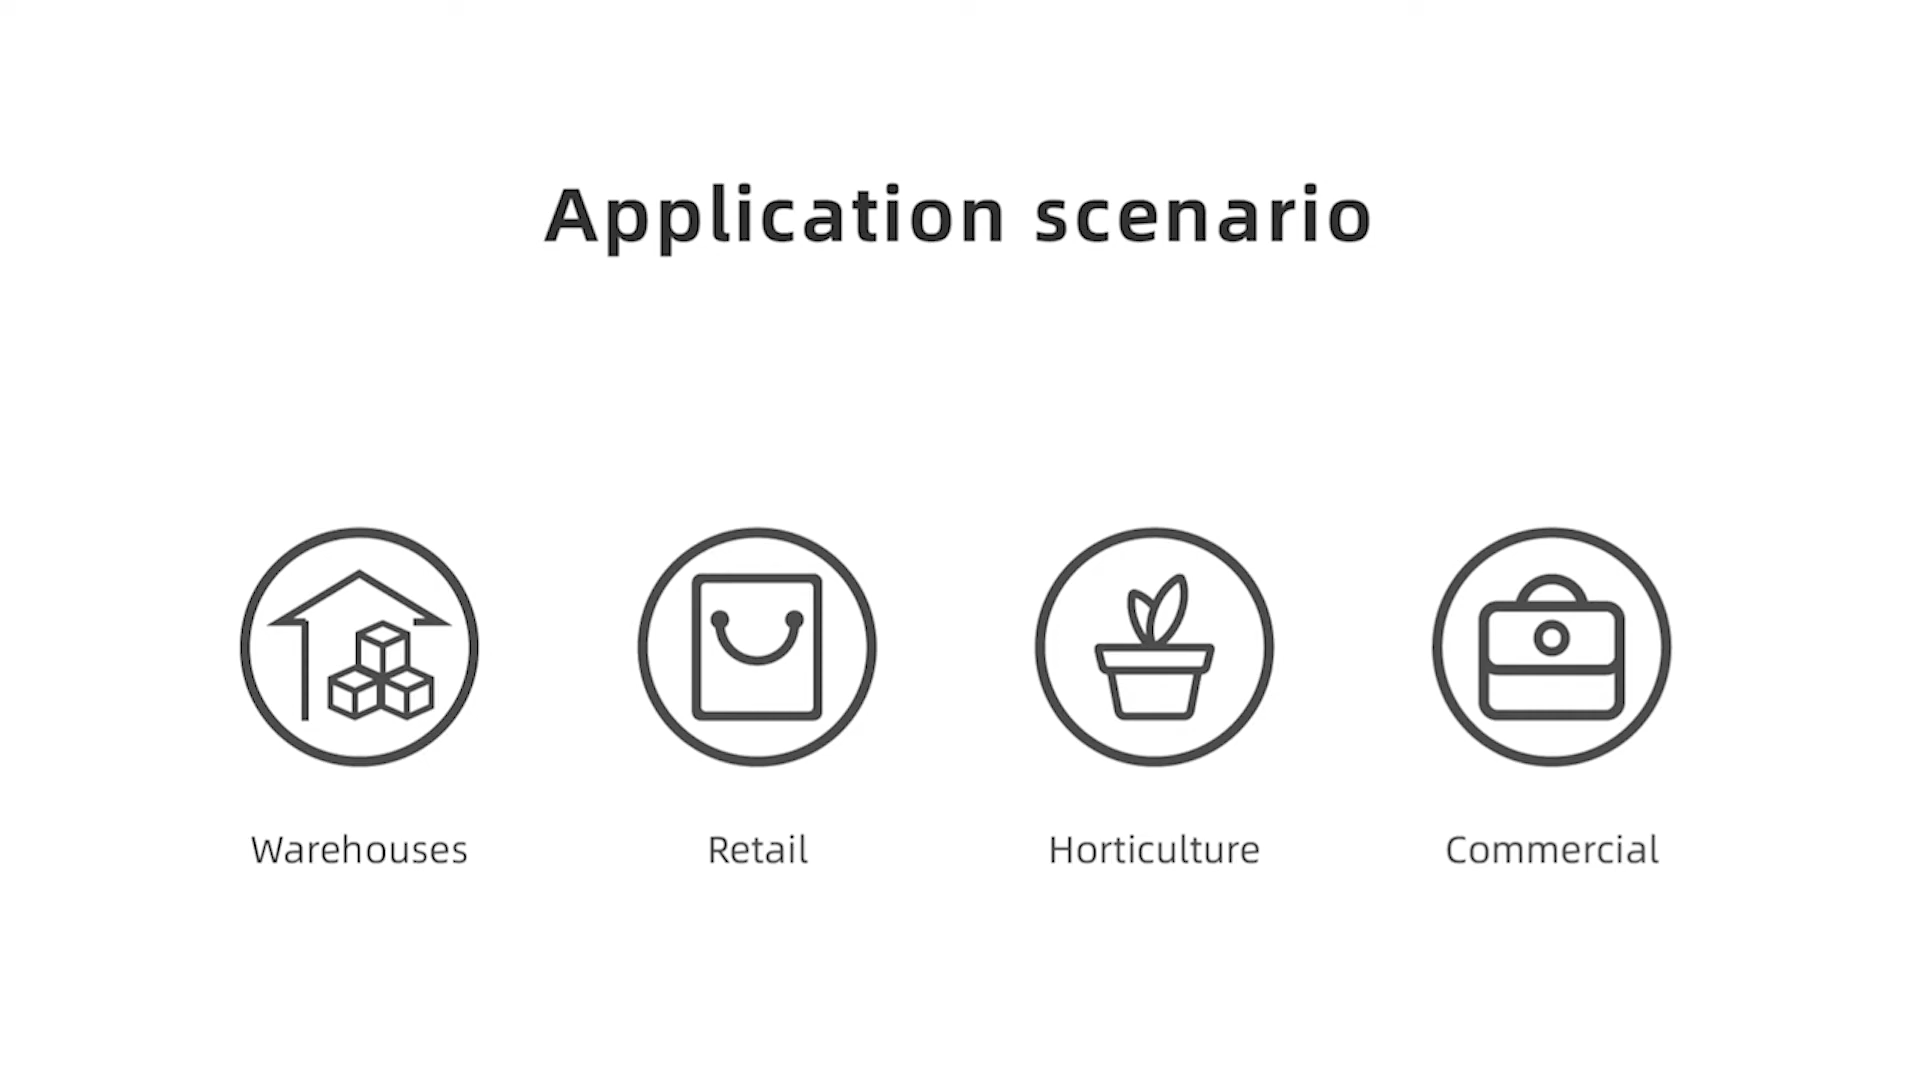 Application scenario
Warehouses
Retail
Horticulture
Commercial